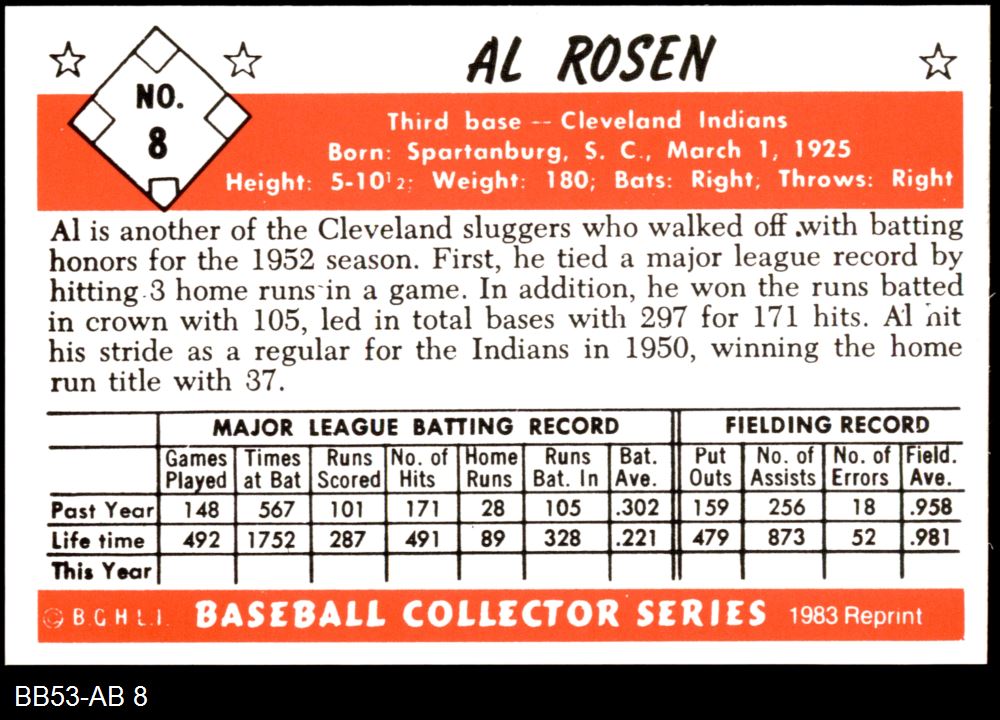 AL ROSEN
NO.
8
Third base -- Cleveland Indians
Born: Spartanburg, S. C., March 1, 1925
Height: 5-10½; Weight: 180; Bats: Right; Throws: Right
Al is another of the Cleveland sluggers who walked off with batting
honors for the 1952 season. First, he tied a major league record by
hitting 3 home runs in a game. In addition, he won the runs batted
in crown with 105, led in total bases with 297 for 171 hits. Al hit
his stride as a regular for the Indians in 1950, winning the home
run title with 37.
MAJOR LEAGUE BATTING RECORD FIELDING RECORD
Games Times Runs No. of Home Runs Bat. Put No. of No. of Field.
Played at Bat Scored Hits Runs Bat. In Ave. Outs Assists Errors Ave.
Past Year 148 567 101 171 28 105 .302 159 256 18 .958
Life time 492 1752 287 491 89 328 .221 479 873 52 .981
This Year
© B.G.H.L.I. BASEBALL COLLECTOR SERIES 1983 Reprint
BB53-AB 8